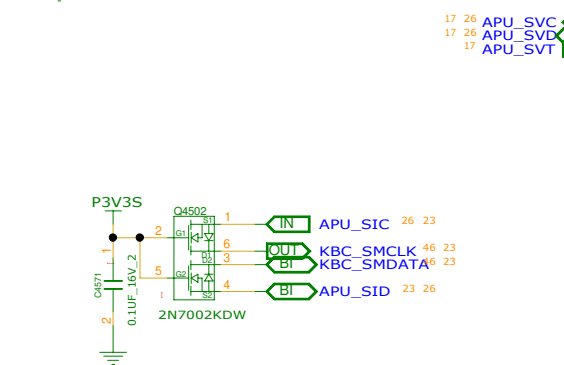 17 26 APU_SVC
17 26 APU_SVD
17 APU_SVT
P3V3S
Q4502
S1 1 IN APU_SIC 26 23
2 G1
D1 6 OUT KBC_SMCLK 46 23
D2 3 BI KBC_SMDATA 46 23
5 G2
S2 4 BI APU_SID 23 26
I
2N7002KDW
1
C4571
0.1UF_16V_2
2